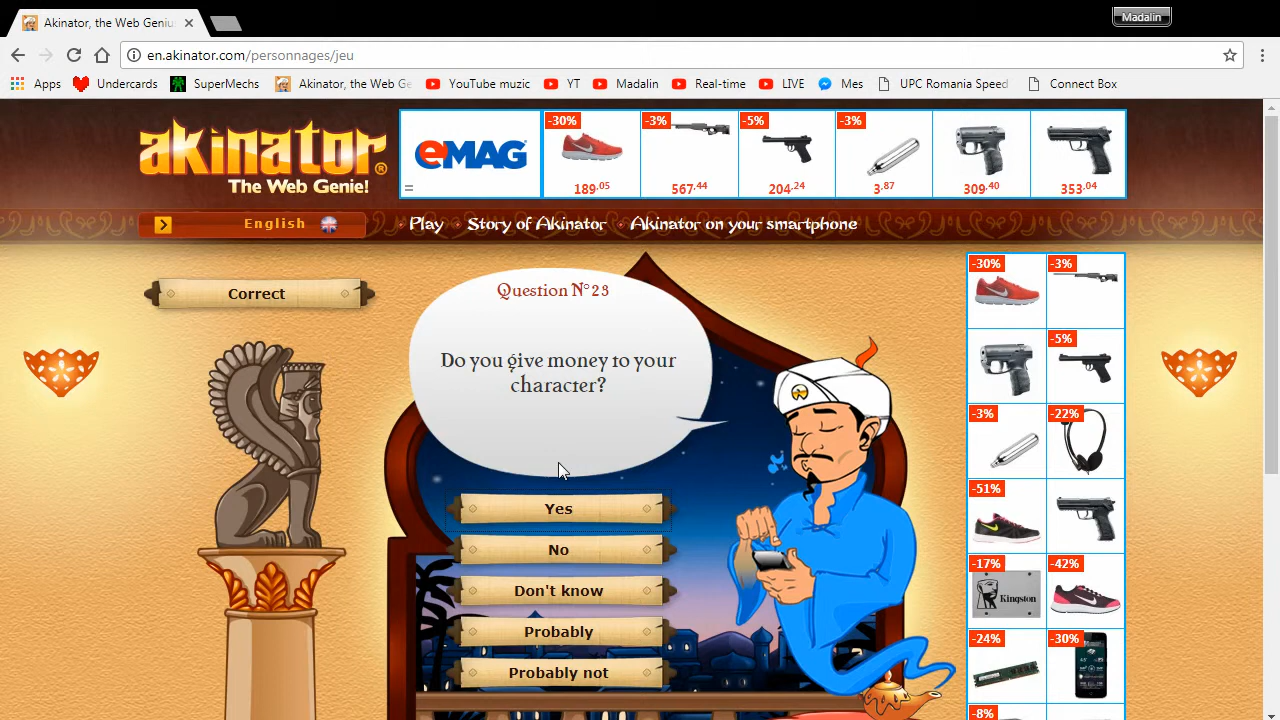 Akinator, the Web Geniu
Madalin
en.akinator.com/personnages/jeu
Apps Undercards SuperMechs Akinator, the Web Ge YouTube muzic YT Madalin Real-time LIVE Mes UPC Romania Speed Connect Box
akinator®
The Web Genie!
eMAG
-30% -3% -5% -3%
189.05 567.44 204.24 3.87 309.40 353.04
English
Play Story of Akinator Akinator on your smartphone
Correct
Question N°23
Do you give money to your
character?
Yes
No
Don't know
Probably
Probably not
-30% -3%
-5%
-3% -22%
-51%
-17% -42%
Kingston
-24% -30%
-8%